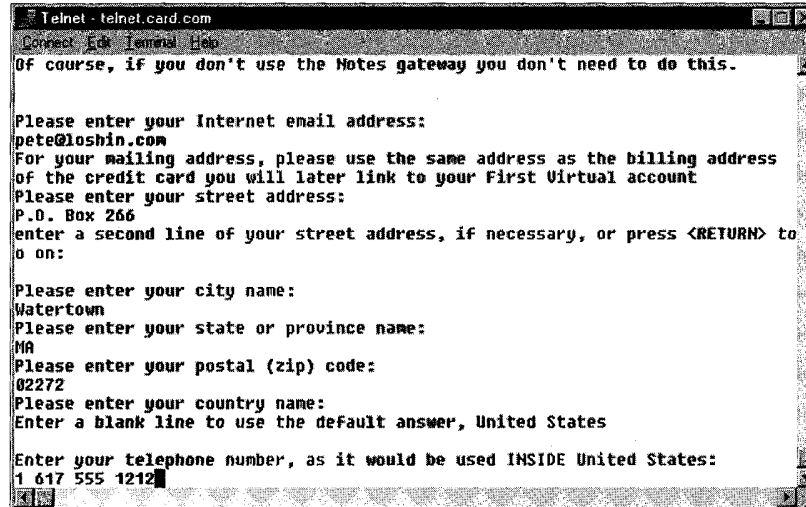 Telnet - telnet.card.com
Connect Edit Terminal Help
Of course, if you don't use the Notes gateway you don't need to do this.
Please enter your Internet email address:
pete@loshin.com
For your mailing address, please use the same address as the billing address
of the credit card you will later link to your First Virtual account
Please enter your street address:
P.O. Box 266
enter a second line of your street address, if necessary, or press <RETURN> to
o on:
Please enter your city name:
Watertown
Please enter your state or province name:
MA
Please enter your postal (zip) code:
02272
Please enter your country name:
Enter a blank line to use the default answer, United States
Enter your telephone number, as it would be used INSIDE United States:
1 617 555 1212